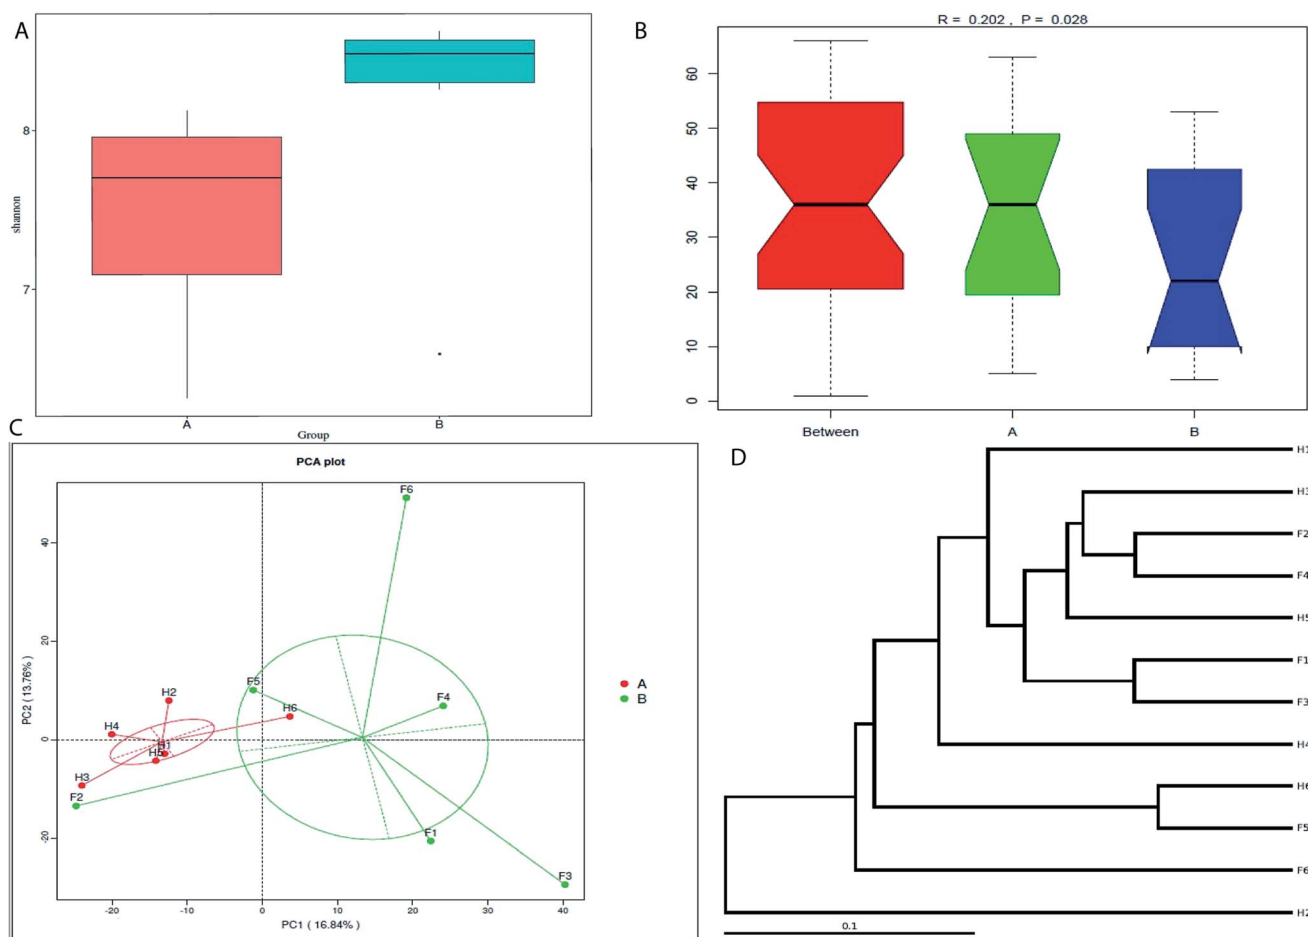 A
shannon
8
7
A
B
Group
B
R = 0.202 , P = 0.028
60
50
40
30
20
10
0
Between
A
B
C
PCA plot
PC2 ( 13.76% )
40
20
0
-20
F6
H2
F5
H6
F4
H4
H1
H5
H3
F2
F1
F3
-20
-10
0
10
20
30
40
PC1 ( 16.84% )
A
B
D
H1
H3
F2
F4
H5
F1
F3
H4
H6
F5
F6
H2
0.1